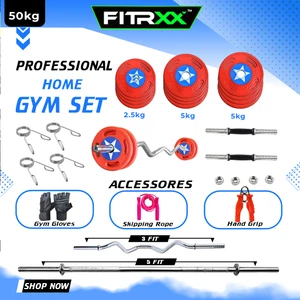 50kg
FITRXX™
PROFESSIONAL
HOME
GYM SET
2.5kg
5kg
5kg
ACCESSORES
Gym Gloves
Skipping Rope
Hand Grip
3 FIT
5 FIT
SHOP NOW